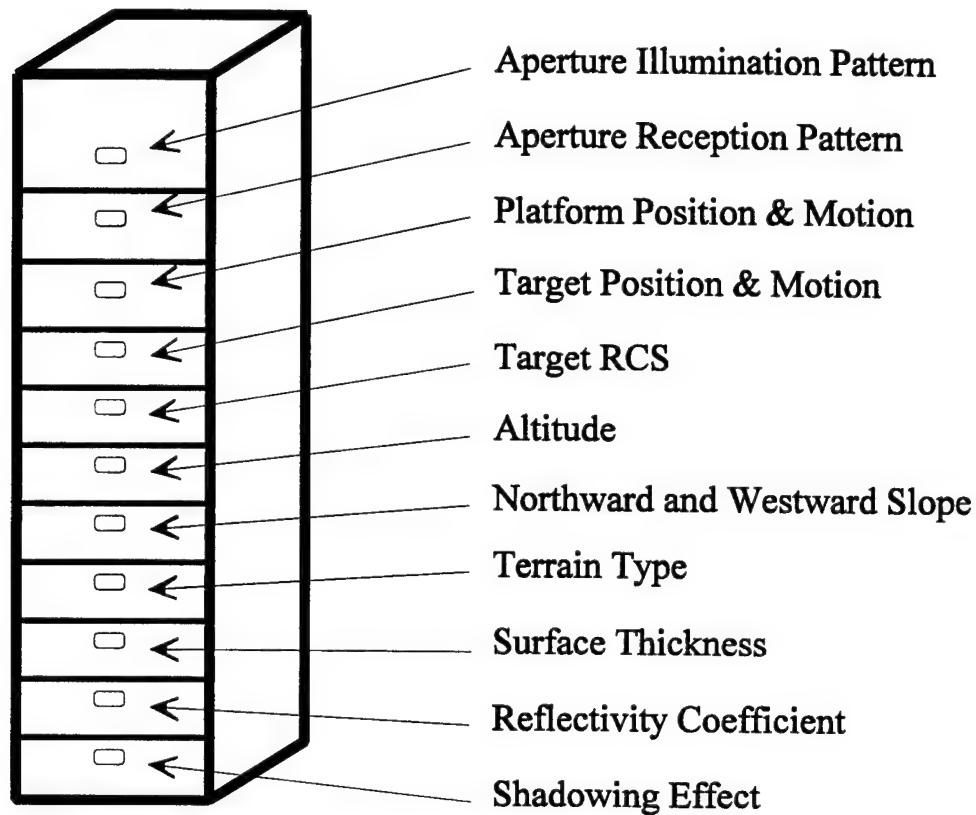 Aperture Illumination Pattern
Aperture Reception Pattern
Platform Position & Motion
Target Position & Motion
Target RCS
Altitude
Northward and Westward Slope
Terrain Type
Surface Thickness
Reflectivity Coefficient
Shadowing Effect